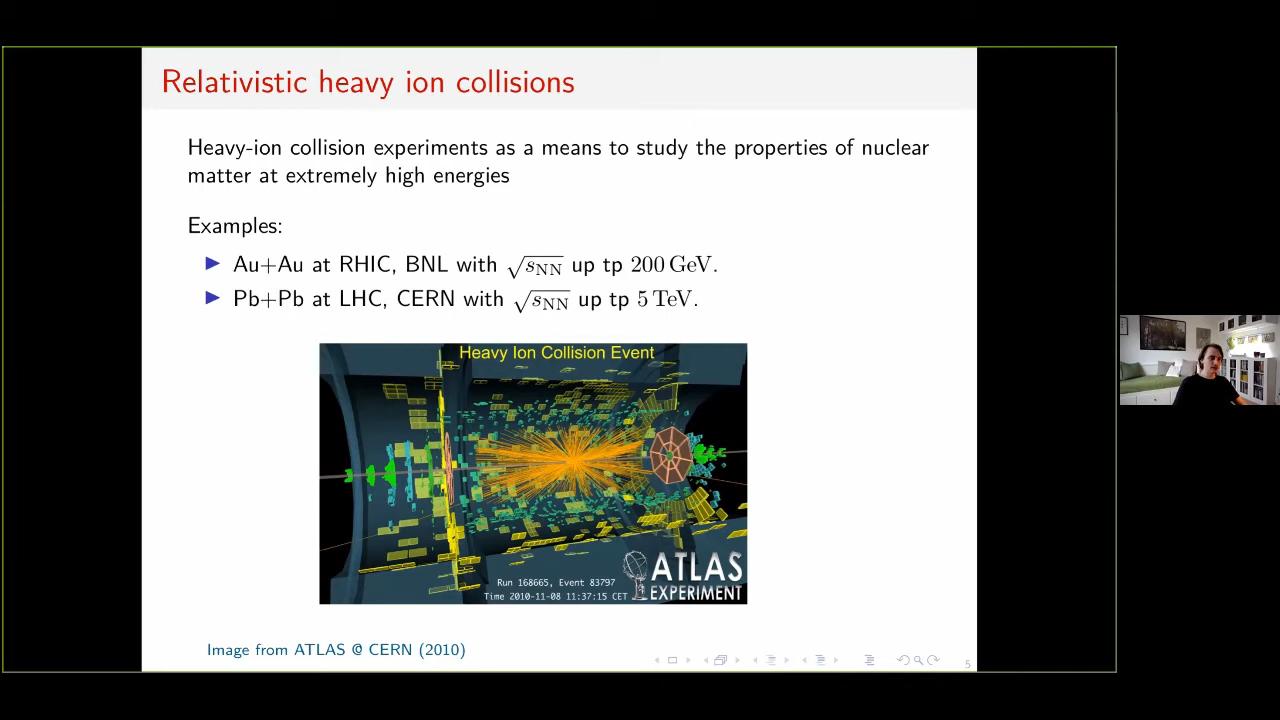 Relativistic heavy ion collisions
Heavy-ion collision experiments as a means to study the properties of nuclear
matter at extremely high energies
Examples:
Au+Au at RHIC, BNL with √sNN up tp 200 GeV.
Pb+Pb at LHC, CERN with √sNN up tp 5 TeV.
Heavy Ion Collision Event
ATLAS
EXPERIMENT
Run 168665, Event 83797
Time 2010-11-08 11:37:15 CET
Image from ATLAS @ CERN (2010)
5